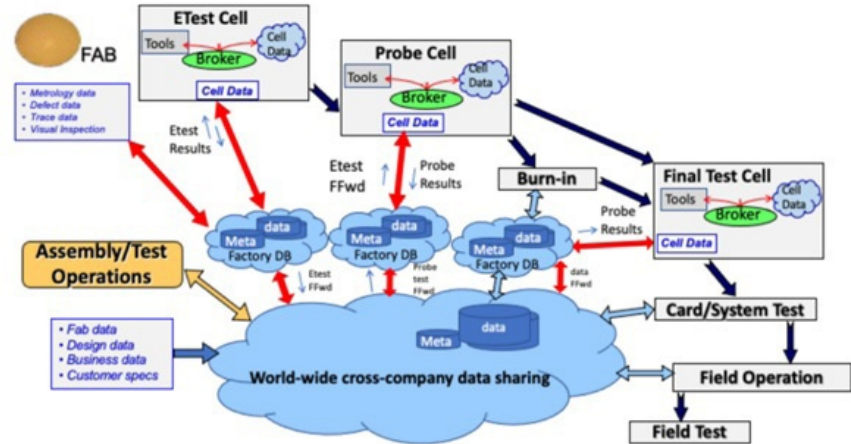 ETest Cell
Tools
Cell
Data
Broker
Cell Data
FAB
• Metrology data
• Defect data
• Trace data
• Visual Inspection
Probe Cell
Tools
Cell
Data
Broker
Cell Data
Etest
Results
Etest
FFwd
Probe
Results
Burn-in
Final Test Cell
Tools
Cell
Data
Broker
Cell Data
Probe
Results
Meta
data
Factory DB
Meta
data
Factory DB
Meta
data
Factory DB
Assembly/Test
Operations
Etest
FFwd
Probe
test
FFwd
data
FFwd
• Fab data
• Design data
• Business data
• Customer specs
Meta
data
World-wide cross-company data sharing
Card/System Test
Field Operation
Field Test